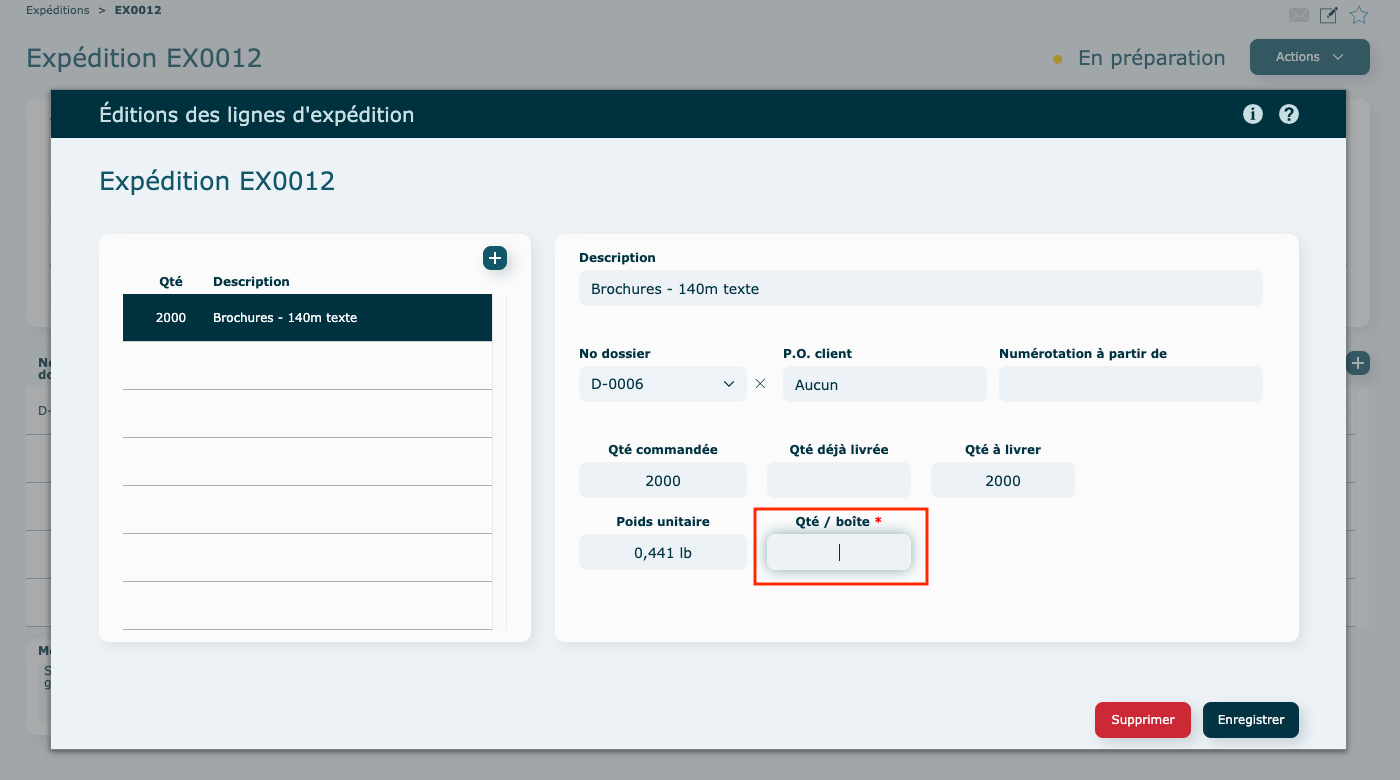 Expéditions > EX0012
Expédition EX0012
En préparation
Actions
Éditions des lignes d'expédition
Expédition EX0012
Qté Description
2000 Brochures - 140m texte
Description
Brochures - 140m texte
No dossier P.O. client Numérotation à partir de
D-0006 Aucun
Qté commandée Qté déjà livrée Qté à livrer
2000 2000
Poids unitaire Qté / boîte *
0,441 lb
Supprimer Enregistrer